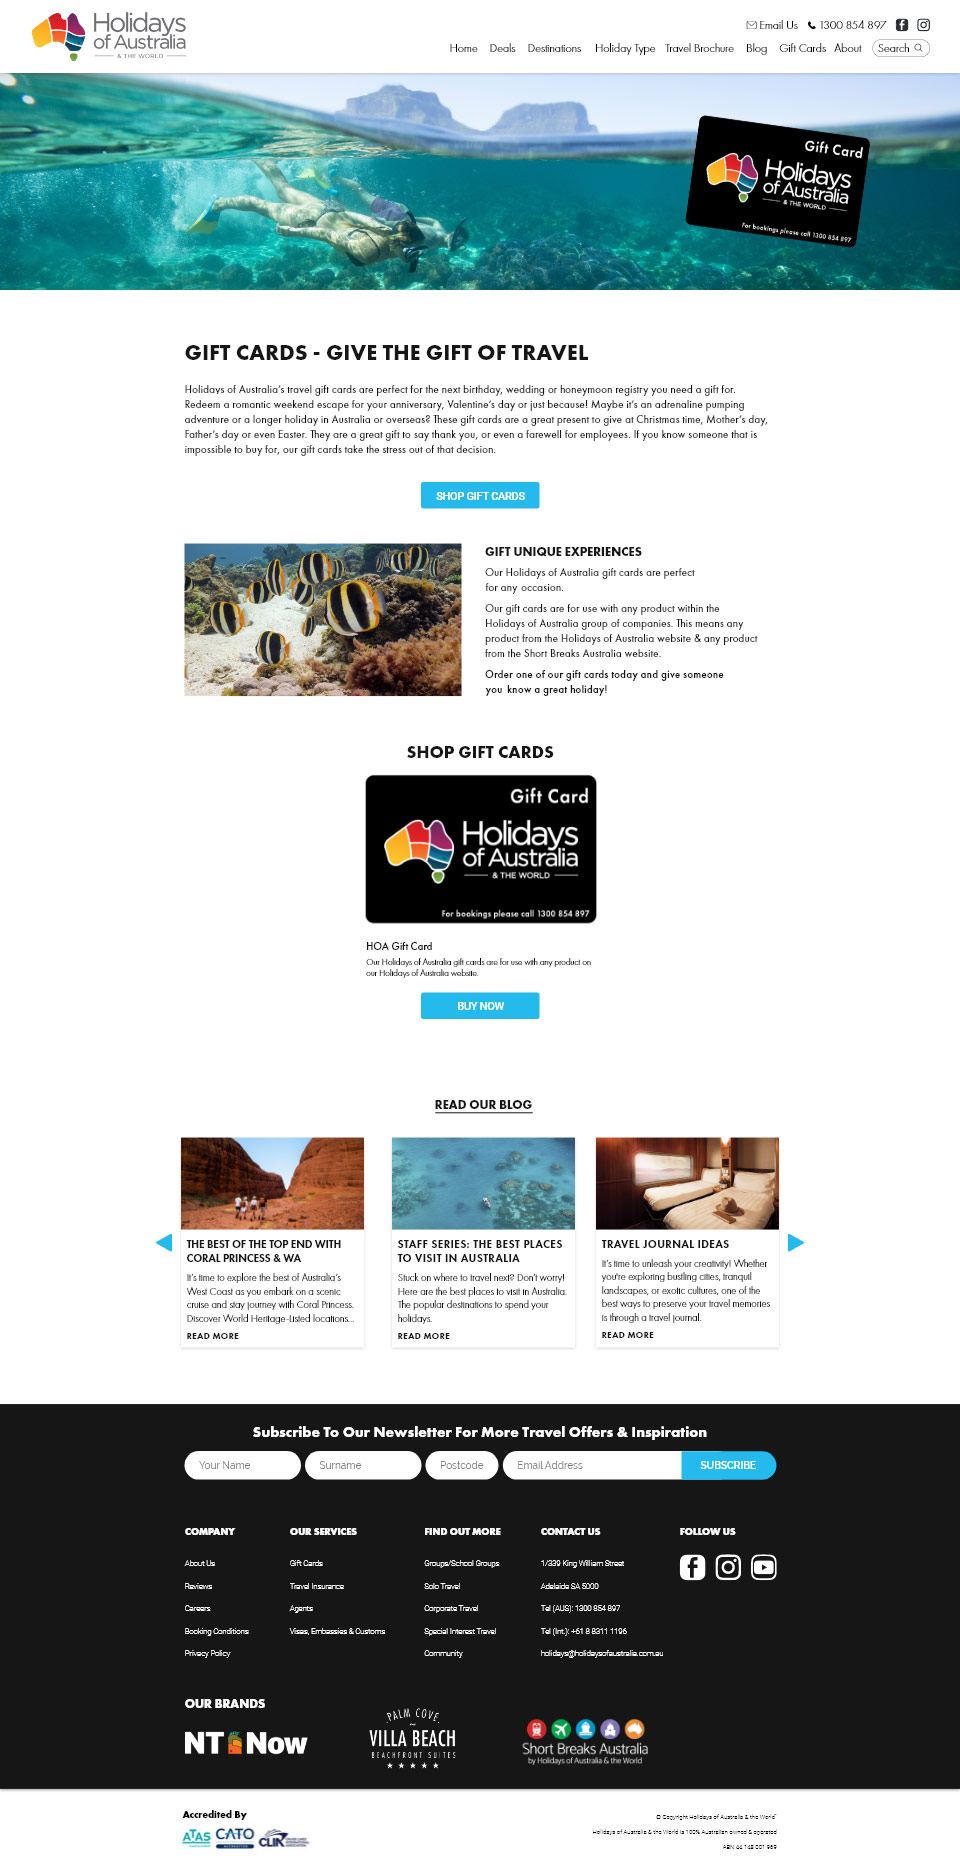 Holidays
of Australia
& THE WORLD
Email Us
1300 854 897
Home
Deals
Destinations
Holiday Type
Travel Brochure
Blog
Gift Cards
About
Search
Gift Card
Holidays
of Australia
& THE WORLD
For bookings please call 1300 854 897
GIFT CARDS - GIVE THE GIFT OF TRAVEL
Holidays of Australia's travel gift cards are perfect for the next birthday, wedding or honeymoon registry you need a gift for.
Redeem a romantic weekend escape for your anniversary, Valentine's day or just because! Maybe it's an adrenaline pumping
adventure or a longer holiday in Australia or overseas? These gift cards are a great present to give at Christmas time, Mother's day,
Father's day or even Easter. They are a great gift to say thank you, or even a farewell for employees. If you know someone that is
impossible to buy for, our gift cards take the stress out of that decision.
SHOP GIFT CARDS
GIFT UNIQUE EXPERIENCES
Our Holidays of Australia gift cards are perfect
for any occasion.
Our gift cards are for use with any product within the
Holidays of Australia group of companies. This means any
product from the Holidays of Australia website & any product
from the Short Breaks Australia website.
Order one of our gift cards today and give someone
you know a great holiday!
SHOP GIFT CARDS
Gift Card
Holidays
of Australia
& THE WORLD
For bookings please call 1300 854 897
HOA Gift Card
Our Holidays of Australia gift cards are for use with any product on
our Holidays of Australia website.
BUY NOW
READ OUR BLOG
THE BEST OF THE TOP END WITH
CORAL PRINCESS & WA
It's time to explore the best of Australia's
West Coast as you embark on a scenic
cruise and stay journey with Coral Princess.
Discover World Heritage-Listed locations...
READ MORE
STAFF SERIES: THE BEST PLACES
TO VISIT IN AUSTRALIA
Stuck on where to travel next? Don't worry!
Here are the best places to visit in Australia.
The popular destinations to spend your
holidays.
READ MORE
TRAVEL JOURNAL IDEAS
It's time to unleash your creativity! Whether
you're exploring bustling cities, tranquil
landscapes, or exotic cultures, one of the
best ways to preserve your travel memories
is through a travel journal.
READ MORE
Subscribe To Our Newsletter For More Travel Offers & Inspiration
Your Name
Surname
Postcode
Email Address
SUBSCRIBE
COMPANY
About Us
Reviews
Careers
Booking Conditions
Privacy Policy
OUR SERVICES
Gift Cards
Travel Insurance
Agents
Visas, Embassies & Customs
FIND OUT MORE
Groups/School Groups
Solo Travel
Corporate Travel
Special Interest Travel
Community
CONTACT US
1/339 King William Street
Adelaide SA 5000
Tel (AUS): 1300 854 897
Tel (Int.): +61 8 8311 1196
holidays@holidaysofaustralia.com.au
FOLLOW US
OUR BRANDS
NT Now
PALM COVE
VILLA BEACH
BEACHFRONT SUITES
Short Breaks Australia
by Holidays of Australia & the World
Accredited By
ATAS
CATO
CLIA
© Copyright Holidays of Australia & the World
Holidays of Australia & the World is 100% Australian owned & operated
ABN 44 148 001 969